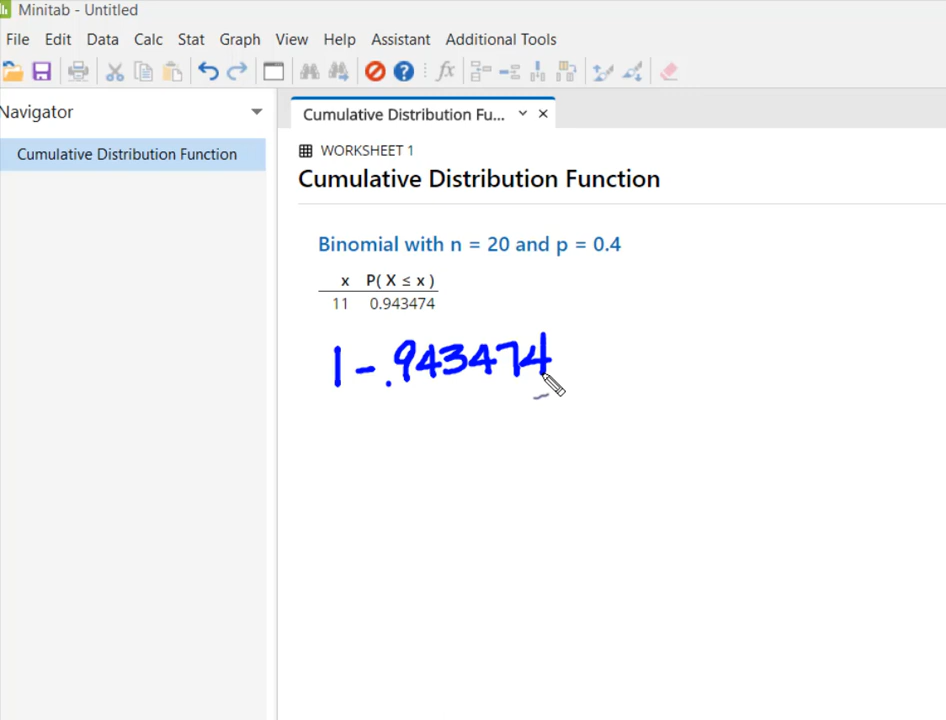 Minitab - Untitled
File Edit Data Calc Stat Graph View Help Assistant Additional Tools
Navigator
Cumulative Distribution Fu...
Cumulative Distribution Function
WORKSHEET 1
Cumulative Distribution Function
Binomial with n = 20 and p = 0.4
x P( X ≤ x )
11 0.943474
1 - .943474